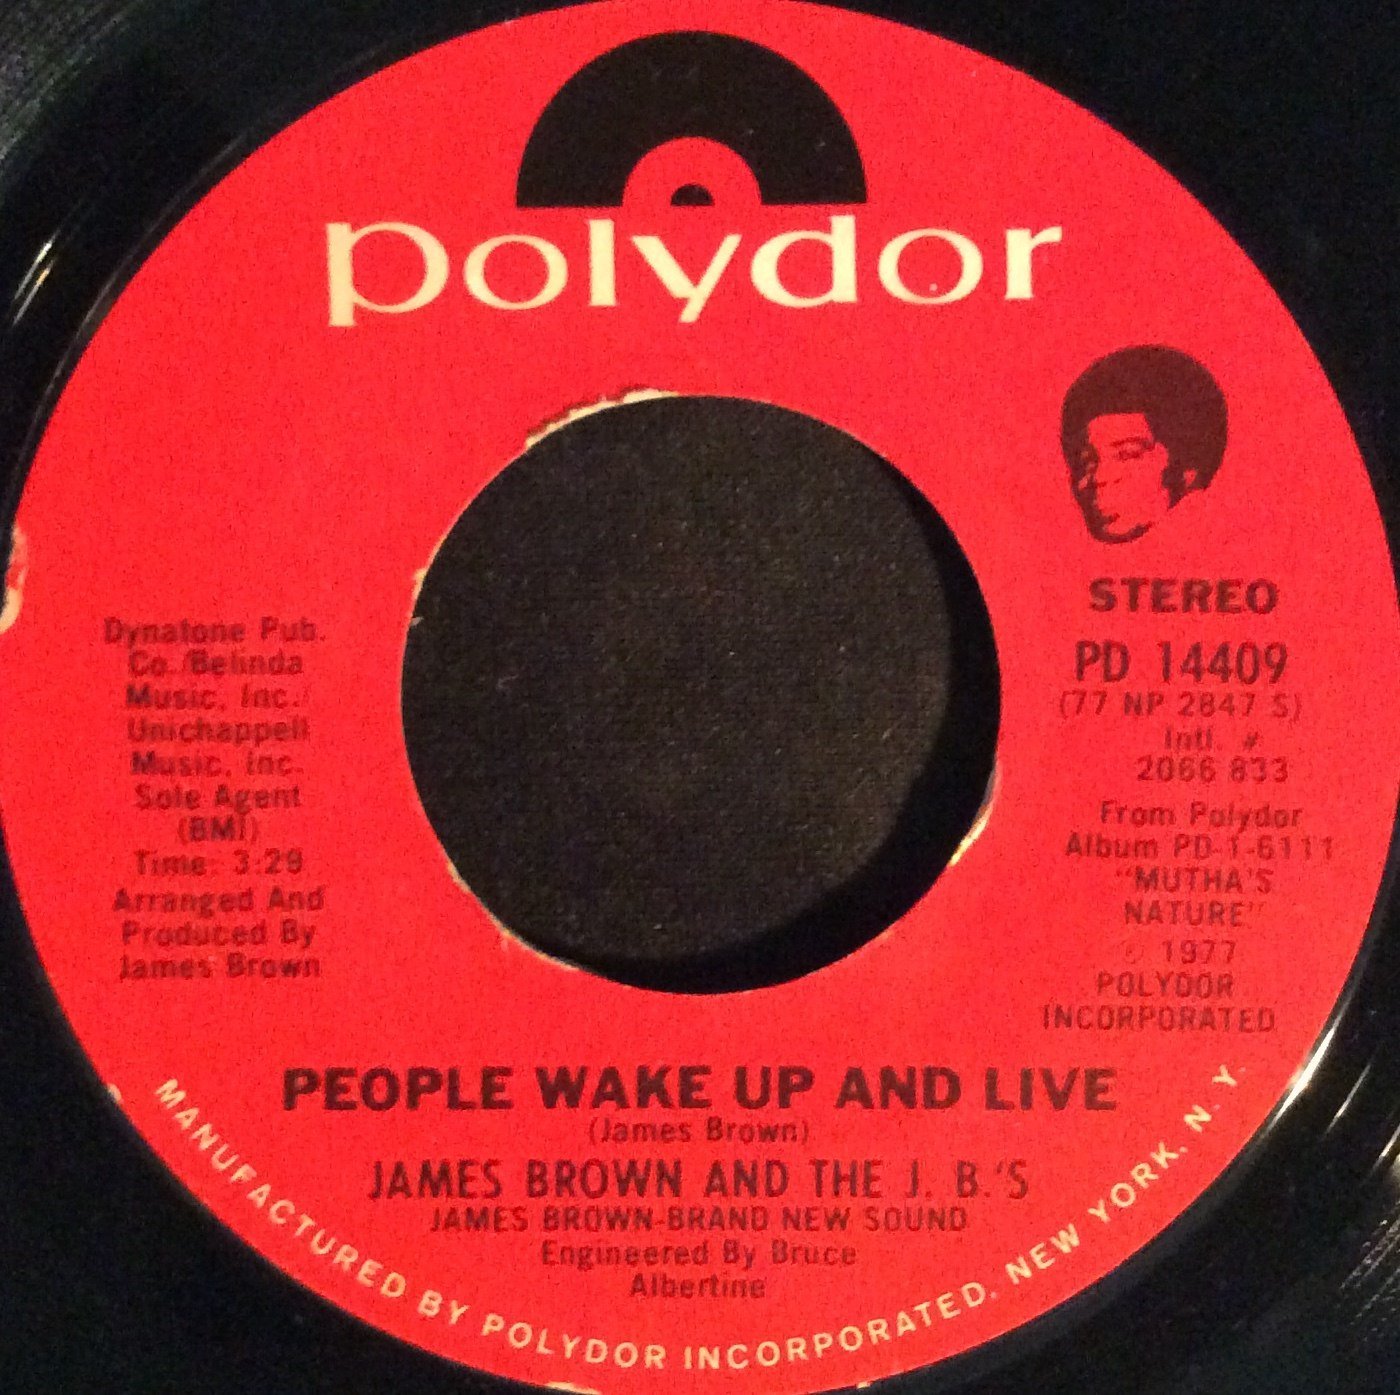 polydor
STEREO
PD 14409
(77 NP 2847 S)
Intl. #
2066 833
From Polydor
Album PD-1-6111
"MUTHA'S
NATURE"
℗ 1977
POLYDOR
INCORPORATED
Dynatone Pub.
Co./Belinda
Music, Inc./
Unichappell
Music, Inc.
Sole Agent
(BMI)
Time: 3:29
Arranged And
Produced By
James Brown
PEOPLE WAKE UP AND LIVE
(James Brown)
JAMES BROWN AND THE J. B.'S
JAMES BROWN-BRAND NEW SOUND
Engineered By Bruce
Albertine
MANUFACTURED BY POLYDOR INCORPORATED, NEW YORK, N. Y.